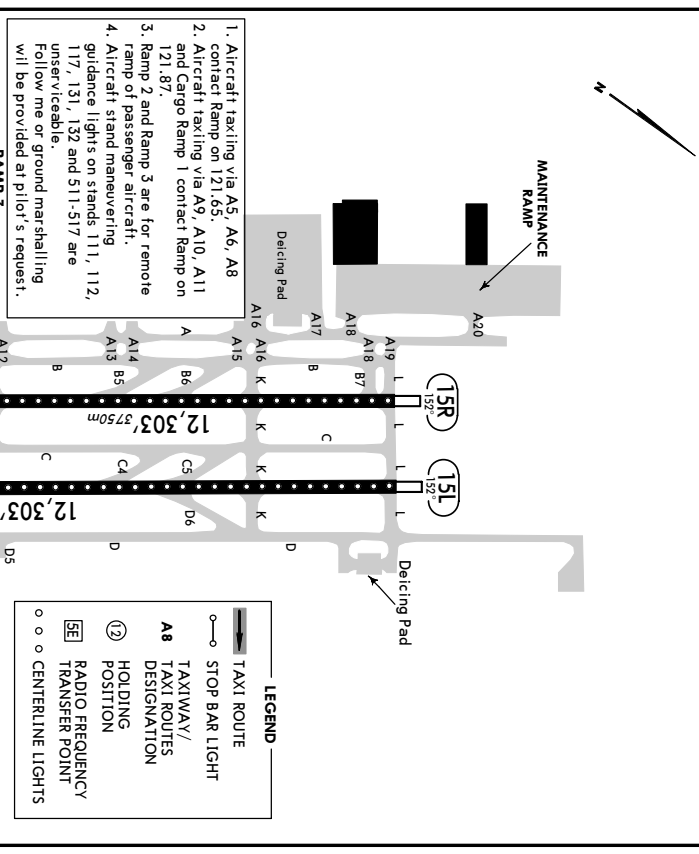 1. Aircraft taxiing via A5, A6, A8
contact Ramp on 121.65.
2. Aircraft taxiing via A9, A10, A11
and Cargo Ramp 1 contact Ramp on
121.87.
3. Ramp 2 and Ramp 3 are for remote
ramp of passenger aircraft.
4. Aircraft stand maneuvering
guidance lights on stands 111, 112,
117, 131, 132 and 511-517 are
unserviceable.
Follow me or ground marshalling
will be provided at pilot's request.
N
MAINTENANCE
RAMP
Deicing Pad
A20
A19
A18
A18
A17
A16
A16
A15
A
A14
A13
A12
B
B5
B6
K
B
B7
L
15R
152°
12,303'
3750m
K
C
L
C
C4
C5
K
L
15L
152°
12,303'
D6
K
L
D5
D
D
Deicing Pad
LEGEND
TAXI ROUTE
STOP BAR LIGHT
A8
TAXIWAY/
TAXI ROUTES
DESIGNATION
12
HOLDING
POSITION
5E
RADIO FREQUENCY
TRANSFER POINT
CENTERLINE LIGHTS